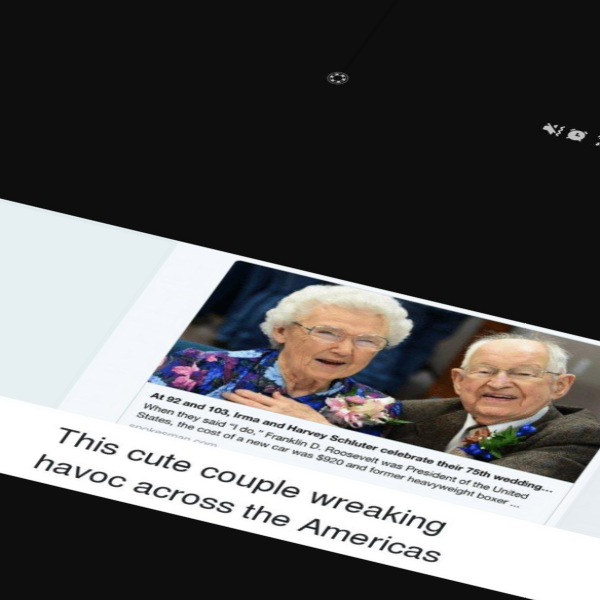 At 92 and 103, Irma and Harvey Schluter celebrate their 75th wedding...
When they said "I do," Franklin D. Roosevelt was President of the United
States, the cost of a new car was $920 and former heavyweight boxer ...
spokesman.com
This cute couple wreaking
havoc across the Americas